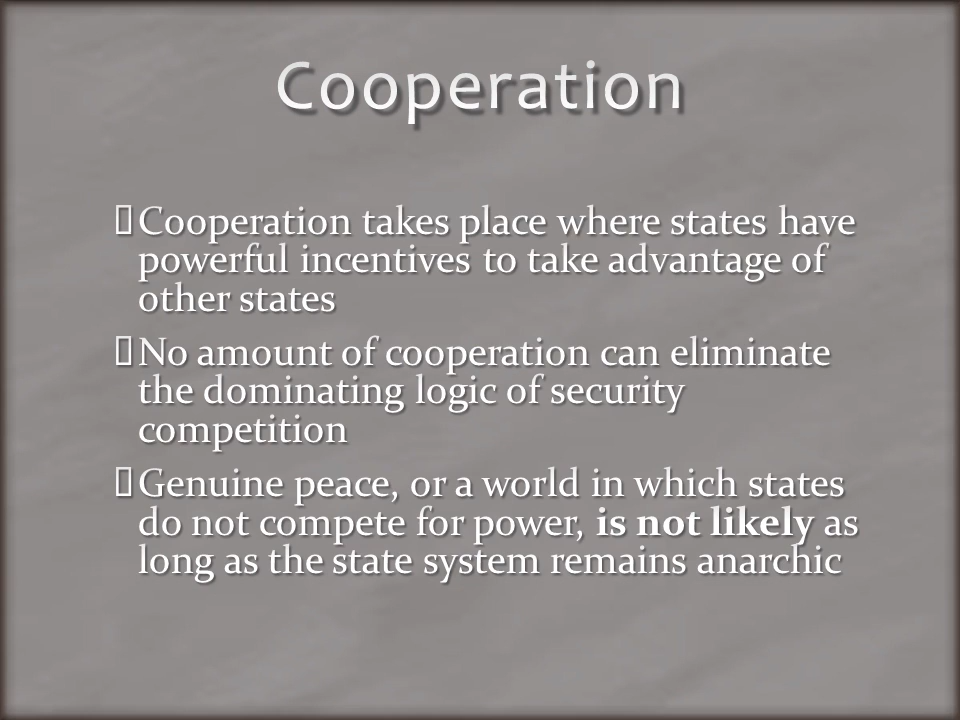 Cooperation
Cooperation takes place where states have
powerful incentives to take advantage of
other states
No amount of cooperation can eliminate
the dominating logic of security
competition
Genuine peace, or a world in which states
do not compete for power, is not likely as
long as the state system remains anarchic